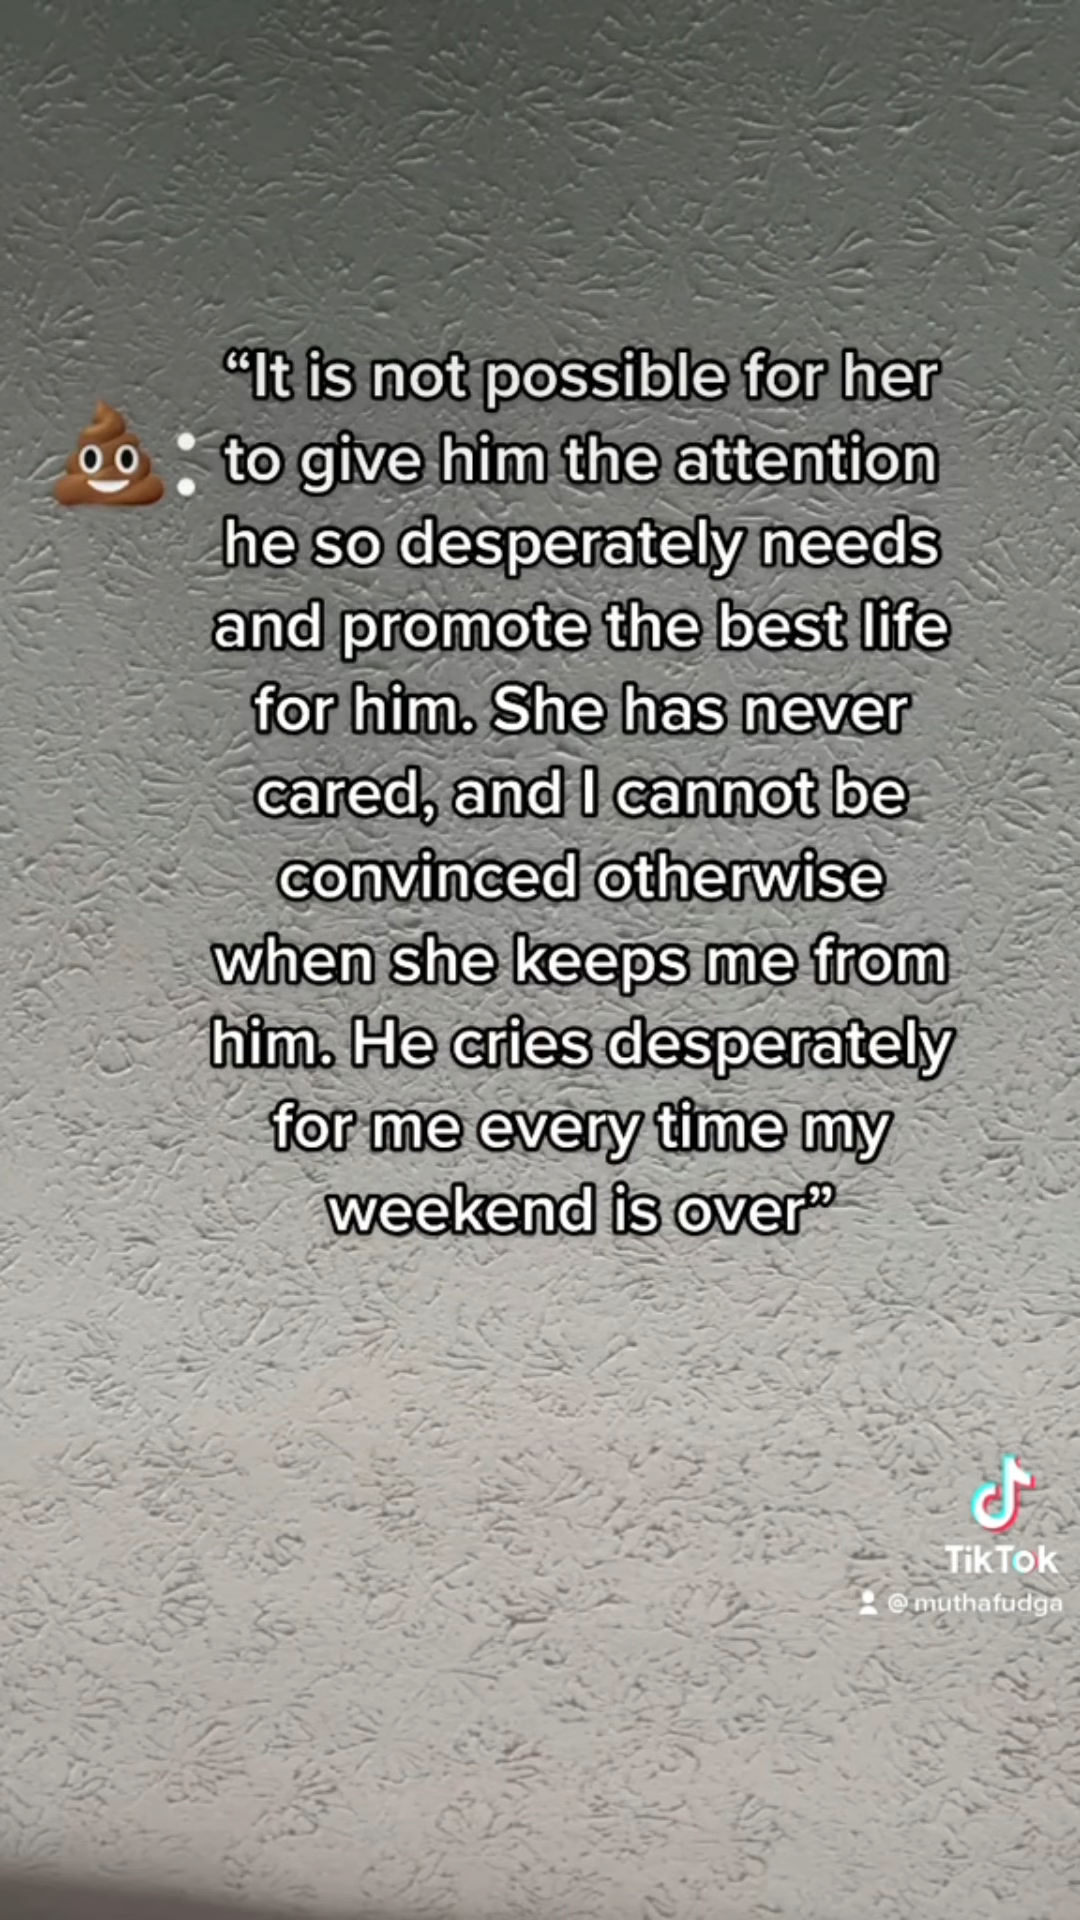 “It is not possible for her
💩: to give him the attention
he so desperately needs
and promote the best life
for him. She has never
cared, and I cannot be
convinced otherwise
when she keeps me from
him. He cries desperately
for me every time my
weekend is over”
TikTok
@muthafudga